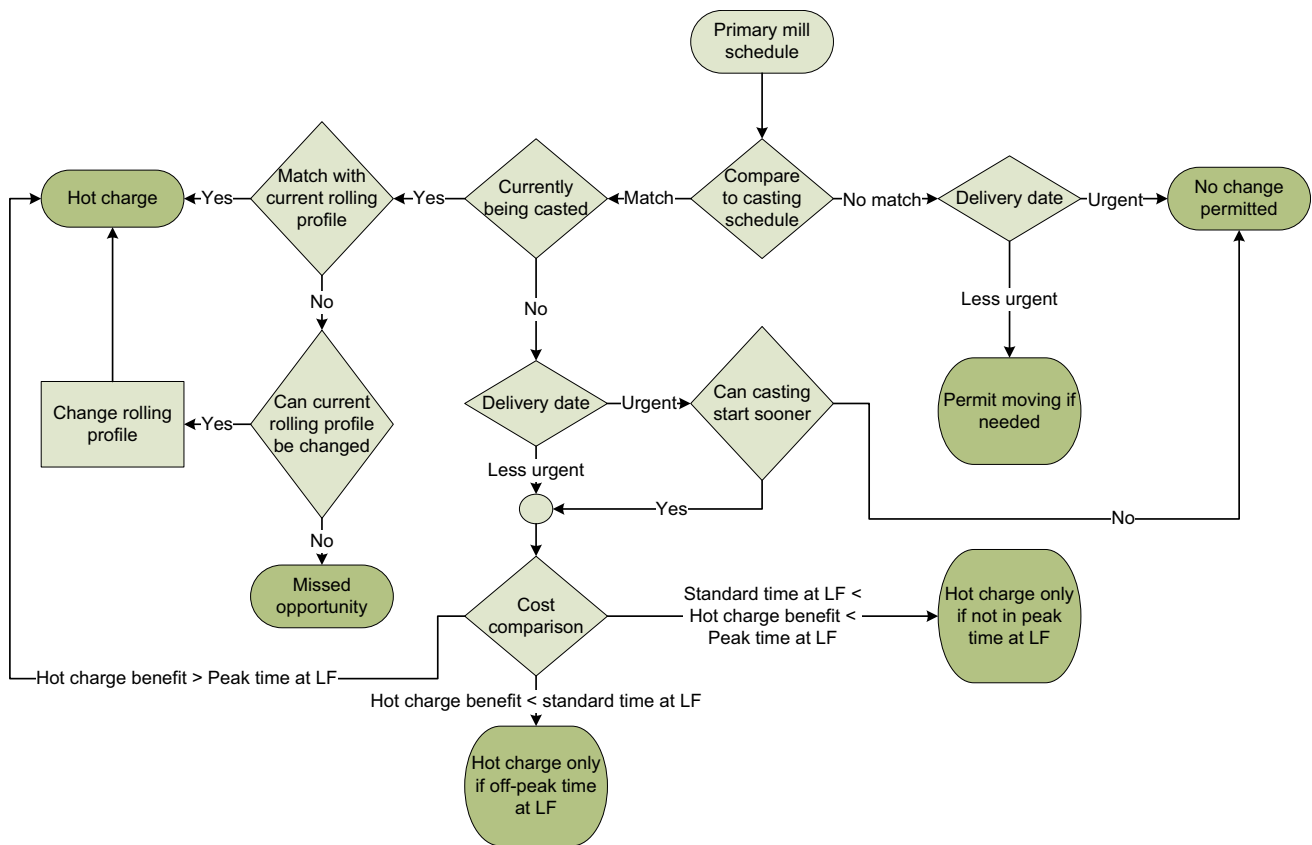 Primary mill
schedule
Hot charge
Yes
Match with
current rolling
profile
Yes
Currently
being casted
Match
Compare
to casting
schedule
No match
Delivery date
Urgent
No change
permitted
No
No
Less urgent
Change rolling
profile
Yes
Can current
rolling profile
be changed
Delivery date
Urgent
Can casting
start sooner
Permit moving if
needed
Less urgent
Yes
No
No
Missed
opportunity
Cost
comparison
Standard time at LF <
Hot charge benefit <
Peak time at LF
Hot charge only
if not in peak
time at LF
Hot charge benefit > Peak time at LF
Hot charge benefit < standard time at LF
Hot charge only
if off-peak time
at LF